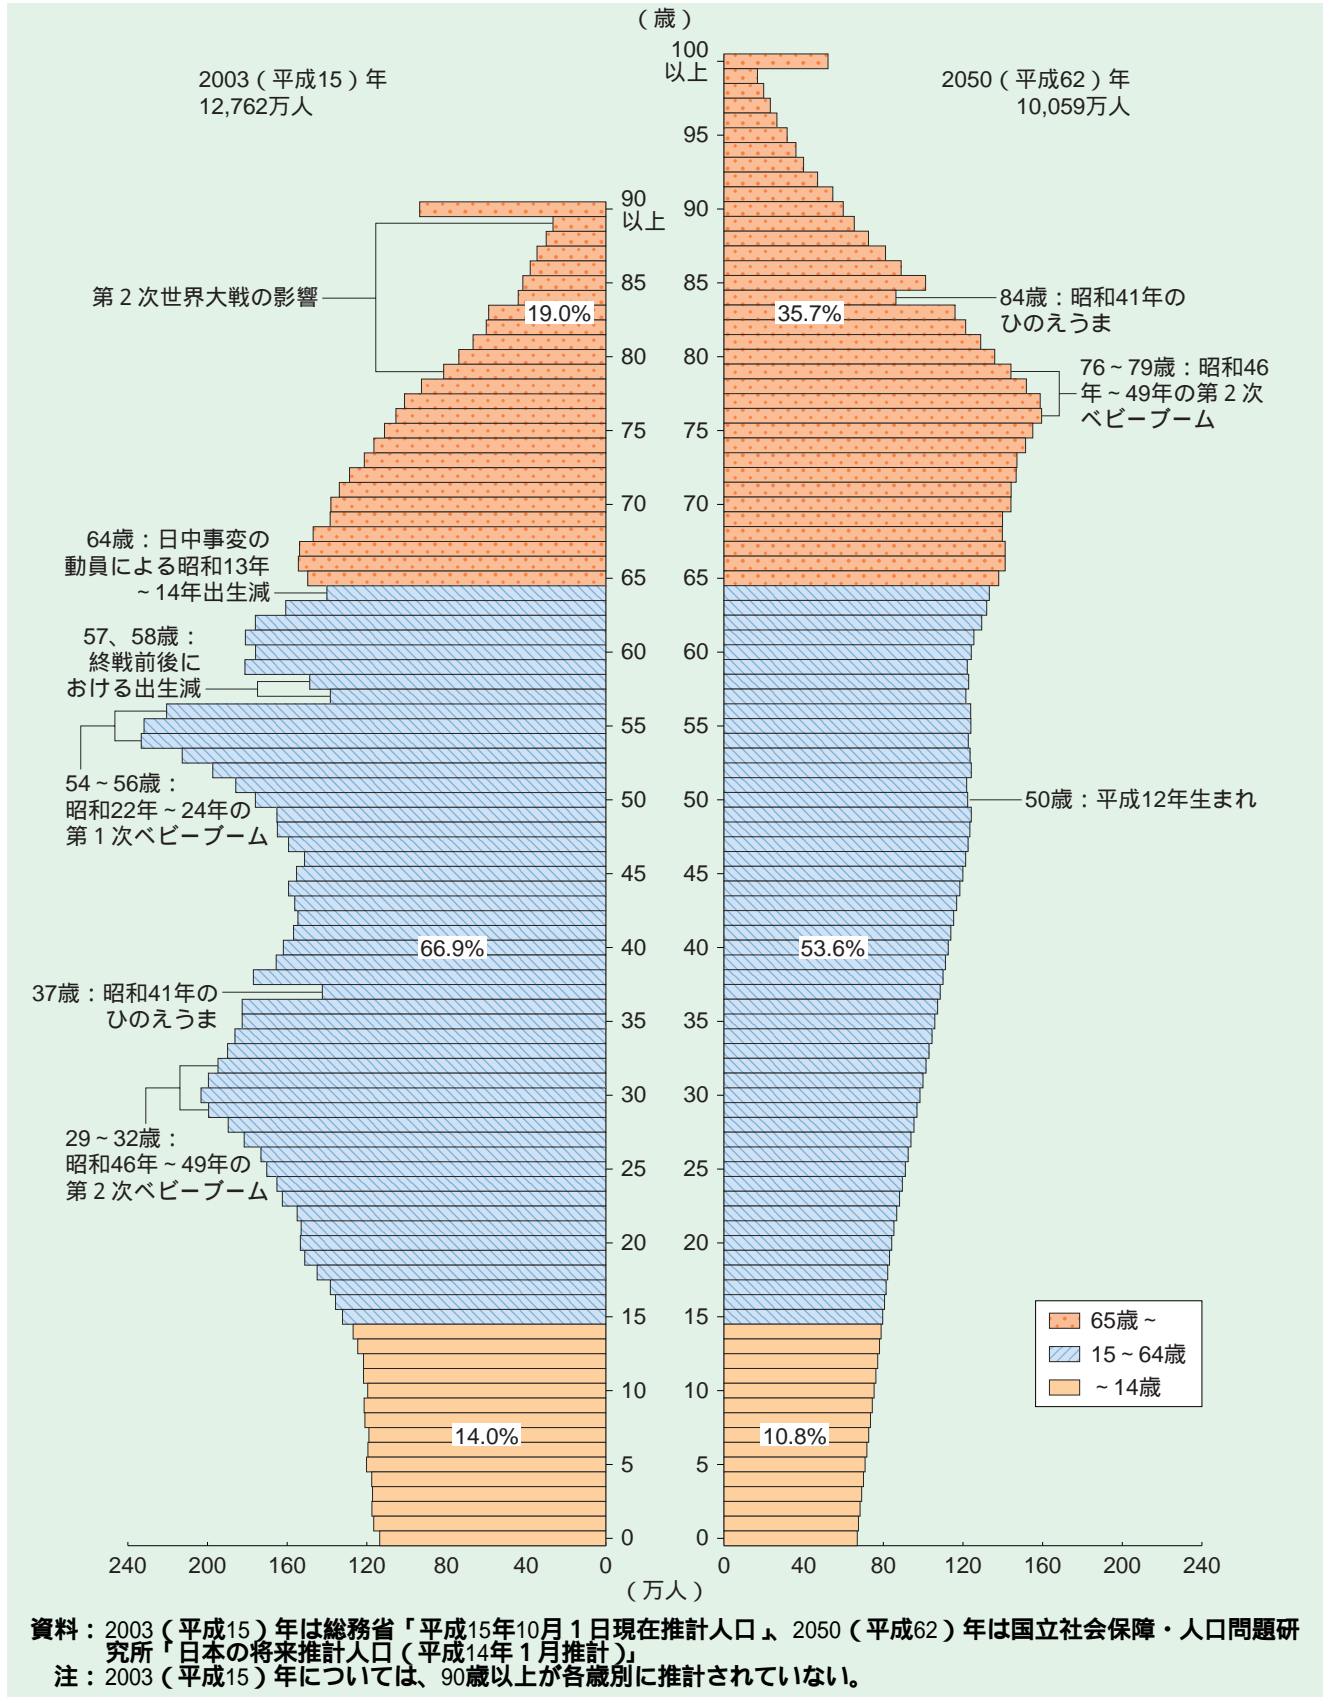 （歳）
2003（平成15）年
12,762万人
2050（平成62）年
10,059万人
100
以上
95
90
85
80
75
70
65
60
55
50
45
40
35
30
25
20
15
10
5
0
90
以上
85
80
75
70
65
60
55
50
45
40
35
30
25
20
15
10
5
0
第２次世界大戦の影響
19.0%
64歳：日中事変の
動員による昭和13年
～14年出生減
57、58歳：
終戦前後に
おける出生減
54～56歳：
昭和22年～24年の
第１次ベビーブーム
66.9%
37歳：昭和41年の
ひのえうま
29～32歳：
昭和46年～49年の
第２次ベビーブーム
14.0%
35.7%
84歳：昭和41年の
ひのえうま
76～79歳：昭和46
年～49年の第２次
ベビーブーム
50歳：平成12年生まれ
53.6%
10.8%
65歳～
15～64歳
～14歳
240 200 160 120 80 40 0
0 40 80 120 160 200 240
（万人）
資料：2003（平成15）年は総務省「平成15年10月１日現在推計人口」、2050（平成62）年は国立社会保障・人口問題研
究所「日本の将来推計人口（平成14年１月推計）」
注：2003（平成15）年については、90歳以上が各歳別に推計されていない。